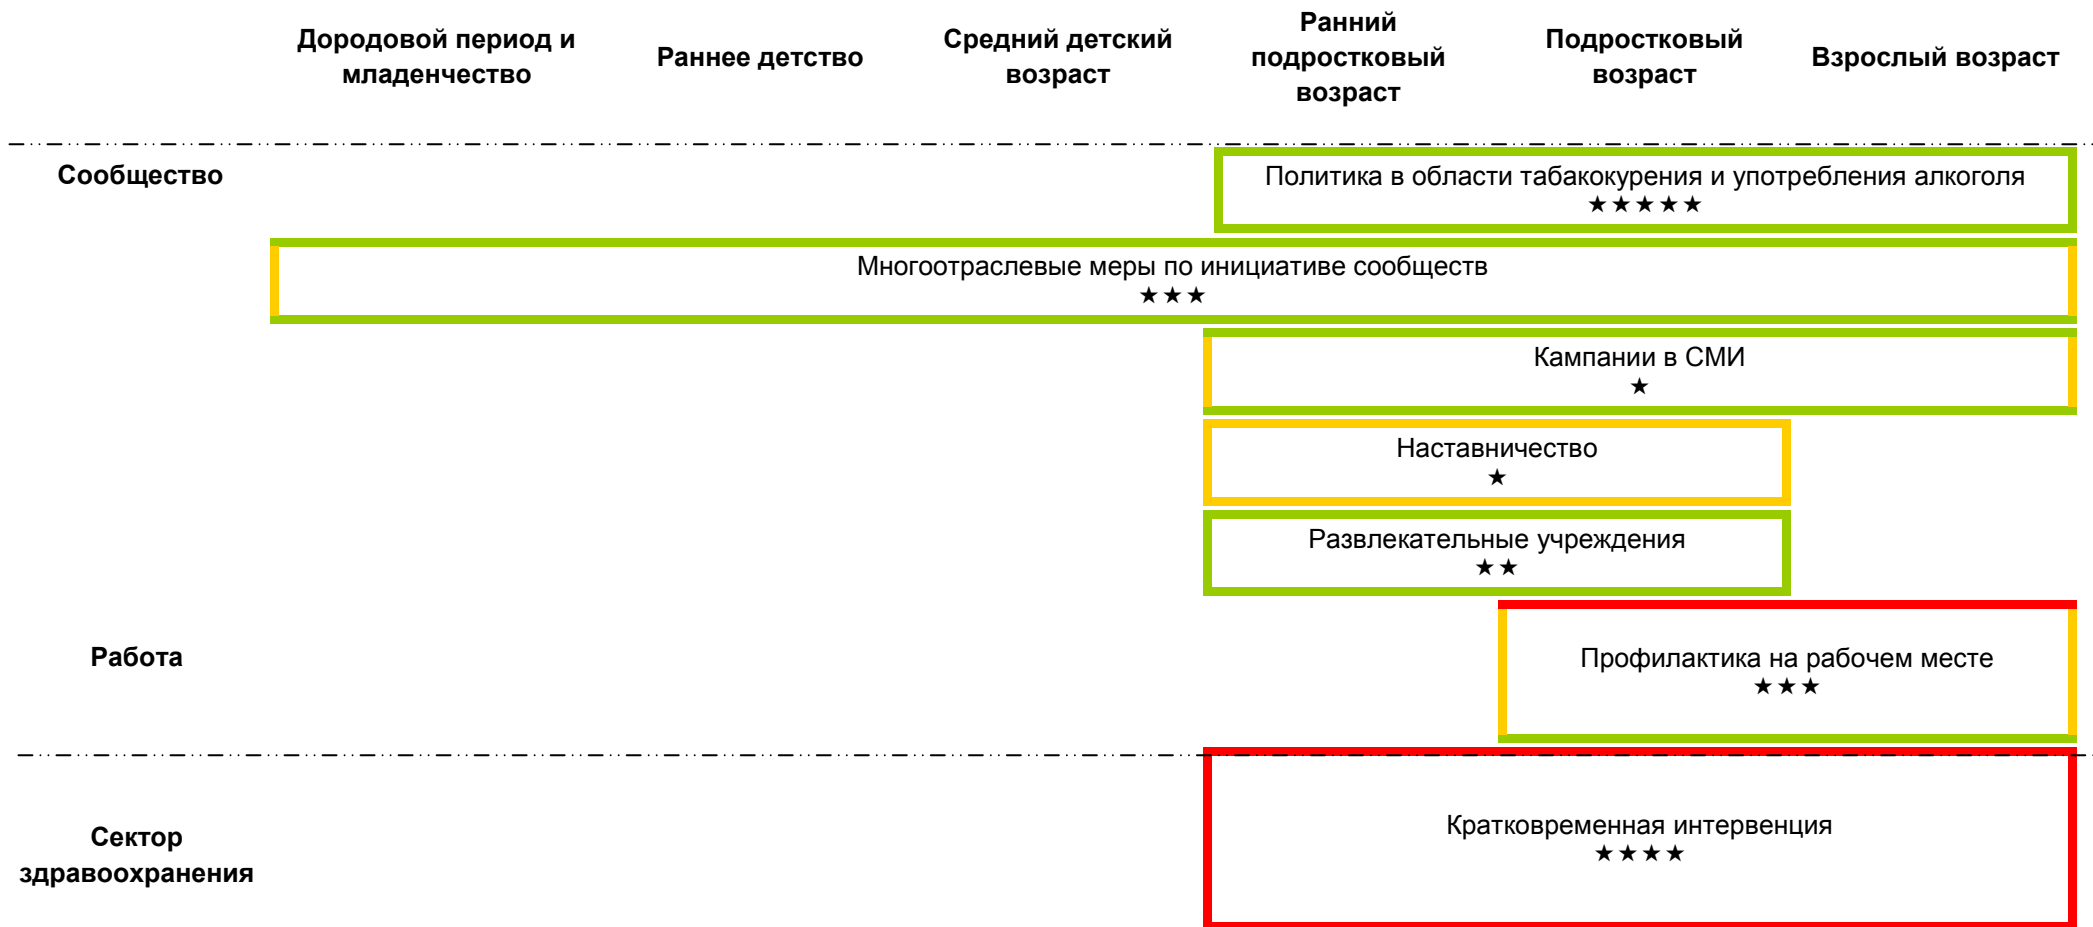 Дородовой период и
младенчество
Раннее детство
Средний детский
возраст
Ранний
подростковый
возраст
Подростковый
возраст
Взрослый возраст
Сообщество
Политика в области табакокурения и употребления алкоголя
★★★★★
Многоотраслевые меры по инициативе сообществ
★★★
Кампании в СМИ
★
Наставничество
★
Развлекательные учреждения
★★
Работа
Профилактика на рабочем месте
★★★
Сектор
здравоохранения
Кратковременная интервенция
★★★★